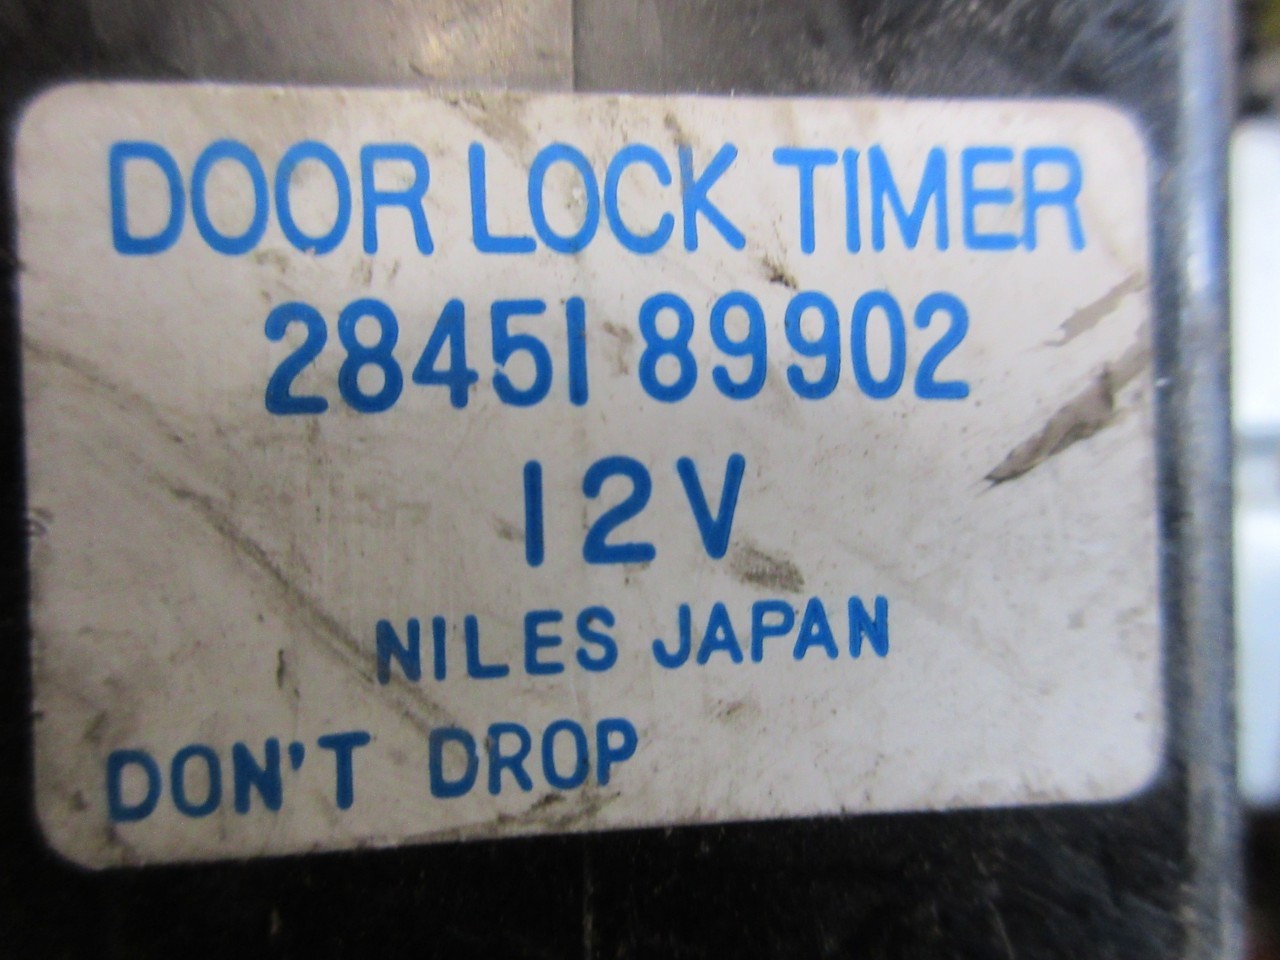 DOOR LOCK TIMER
28451 89902
12V
NILES JAPAN
DON'T DROP